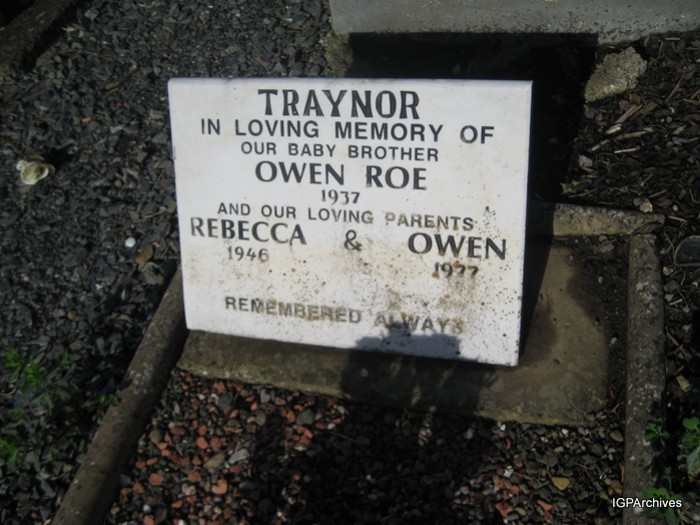 TRAYNOR
IN LOVING MEMORY OF
OUR BABY BROTHER
OWEN ROE
1937
AND OUR LOVING PARENTS
REBECCA & OWEN
1946 1977
REMEMBERED ALWAYS
IGPArchives